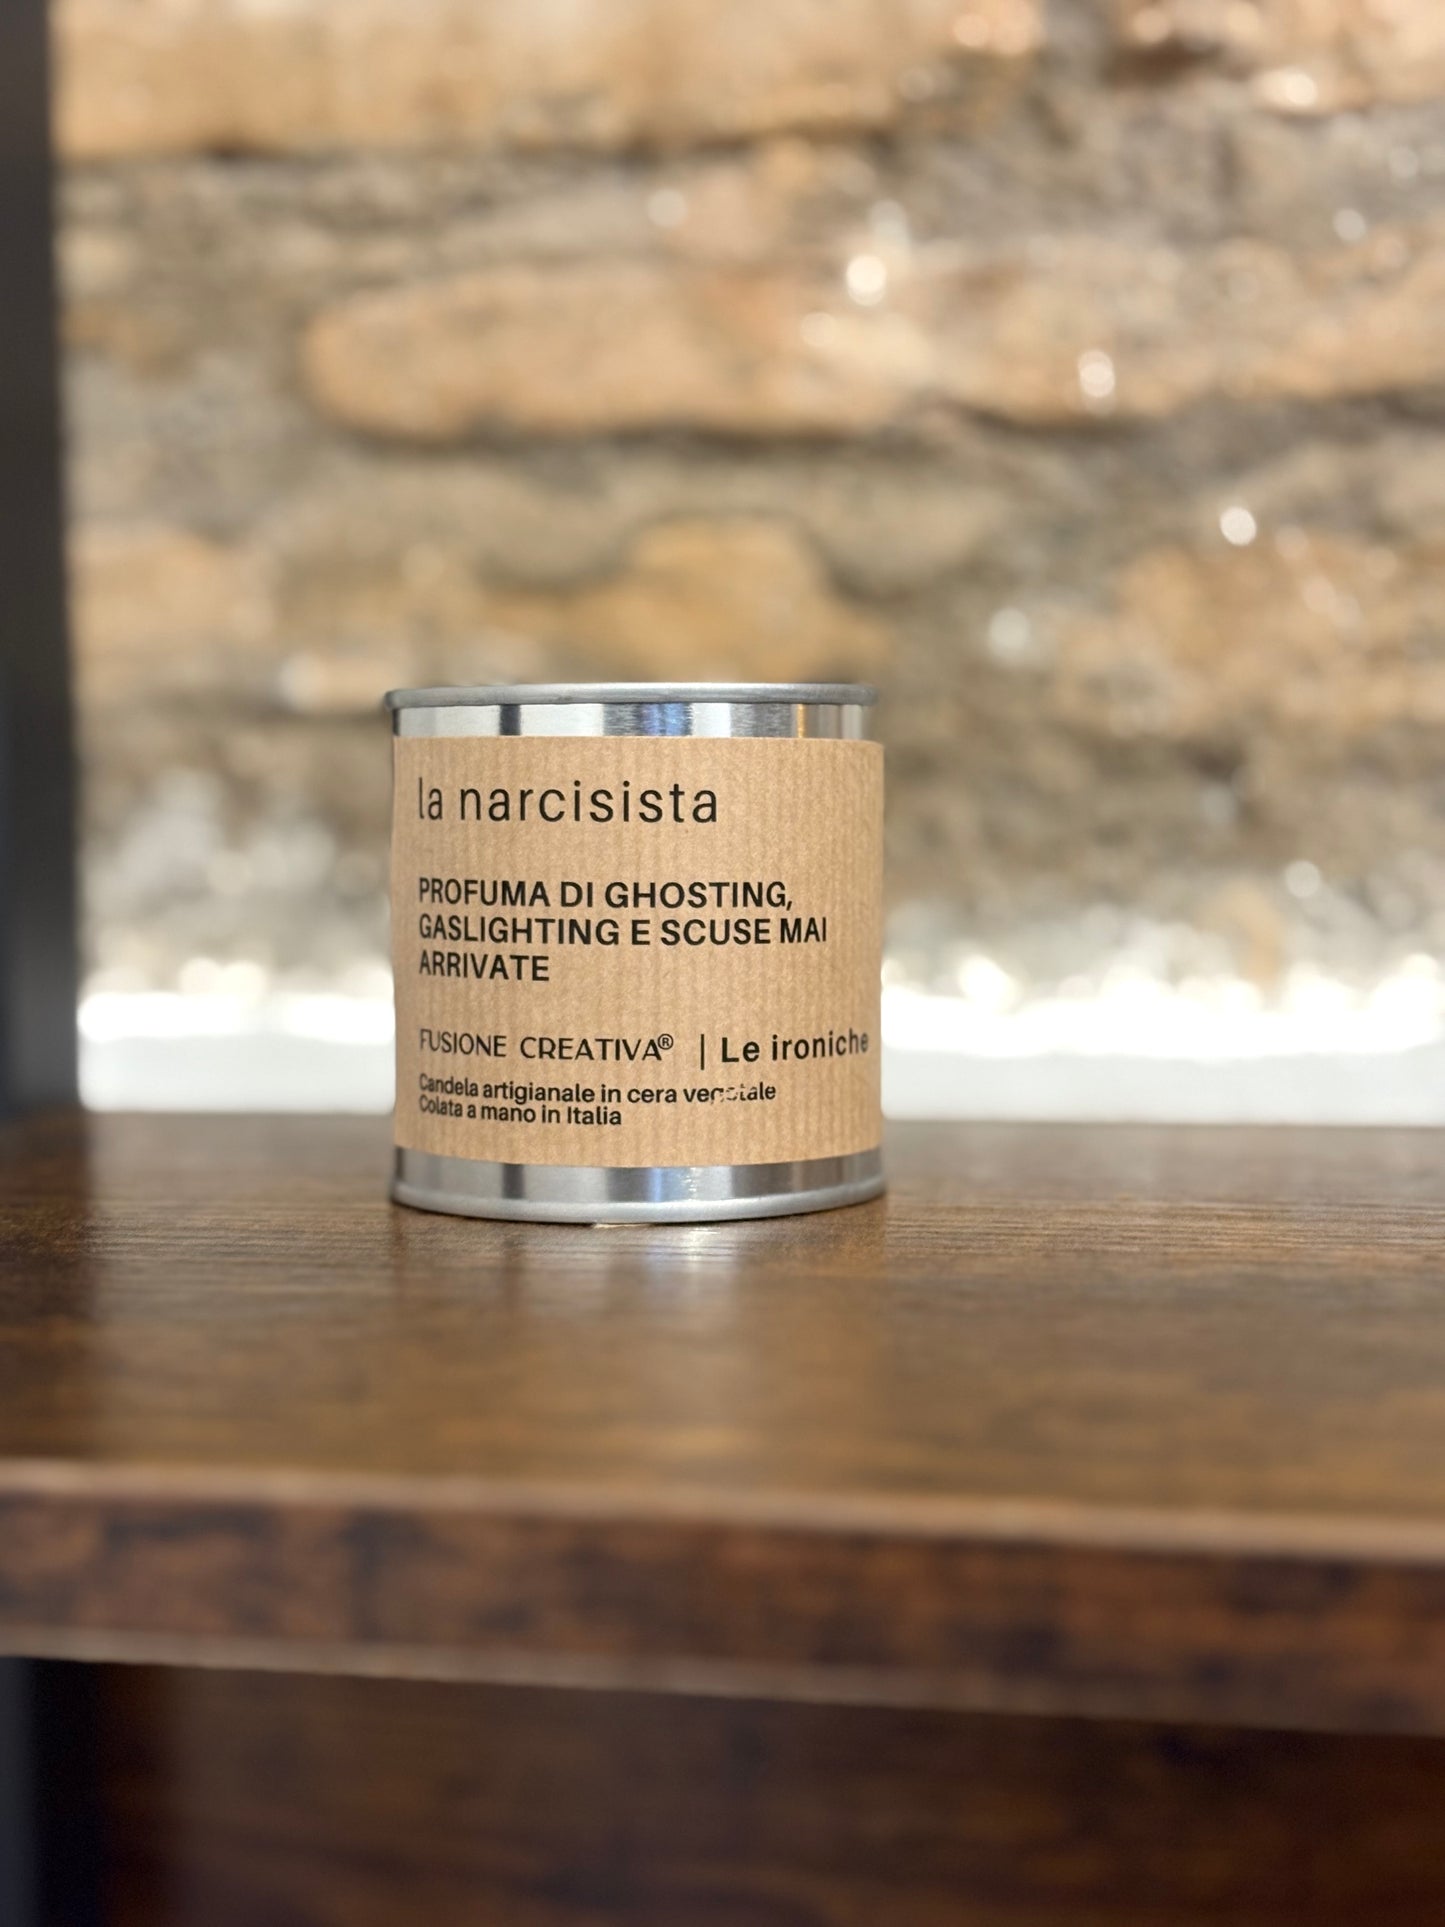 la narcisista
PROFUMA DI GHOSTING,
GASLIGHTING E SCUSE MAI
ARRIVATE
FUSIONE CREATIVA® | Le ironiche
Candela artigianale in cera vegetale
Colata a mano in Italia